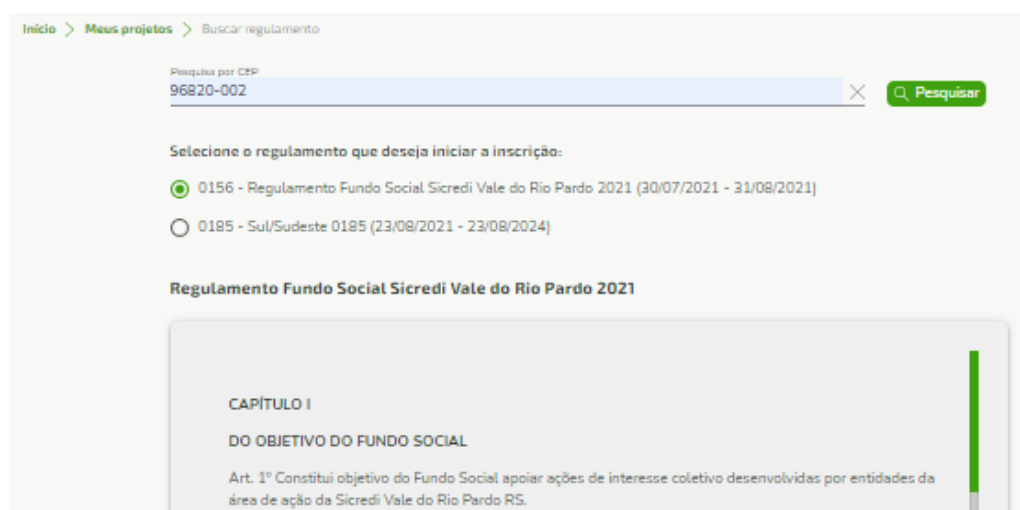 Início > Meus projetos > Buscar regulamento
Pesquisa por CEP
96820-002
Pesquisar
Selecione o regulamento que deseja iniciar a inscrição:
0156 - Regulamento Fundo Social Sicredi Vale do Rio Pardo 2021 (30/07/2021 - 31/08/2021)
0185 - Sul/Sudeste 0185 (23/08/2021 - 23/08/2024)
Regulamento Fundo Social Sicredi Vale do Rio Pardo 2021
CAPÍTULO I
DO OBJETIVO DO FUNDO SOCIAL
Art. 1º Constitui objetivo do Fundo Social apoiar ações de interesse coletivo desenvolvidas por entidades da
área de ação da Sicredi Vale do Rio Pardo RS.